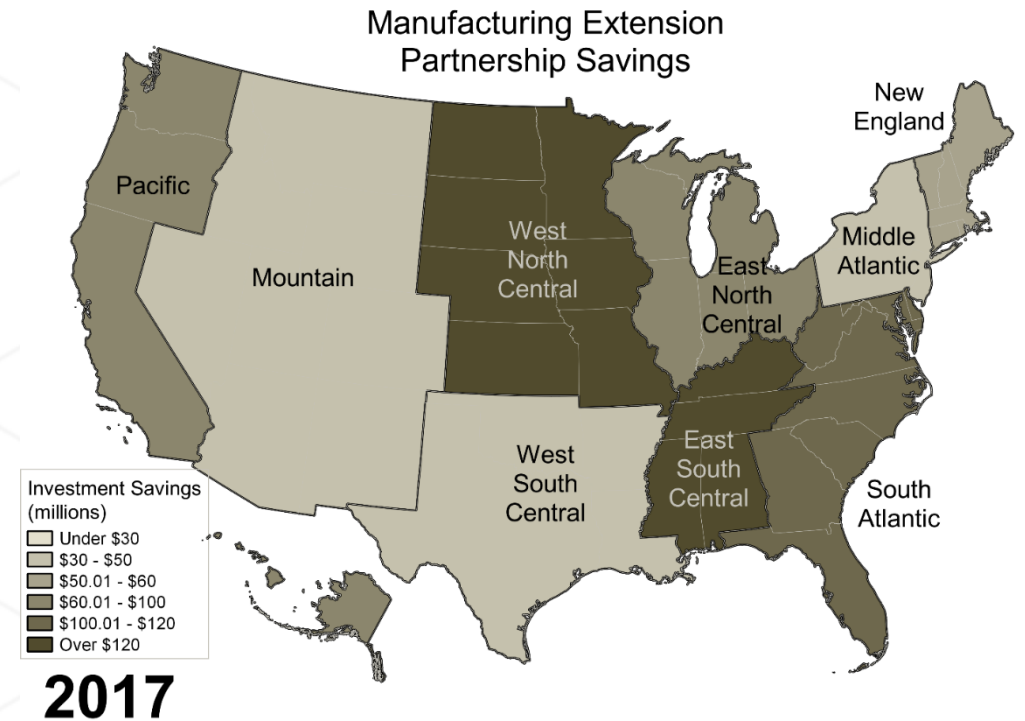 Manufacturing Extension
Partnership Savings
New
England
Pacific
West
North
Central
Middle
Atlantic
Mountain
East
North
Central
West
South
Central
East
South
Central
South
Atlantic
Investment Savings
(millions)
Under $30
$30 - $50
$50.01 - $60
$60.01 - $100
$100.01 - $120
Over $120
2017